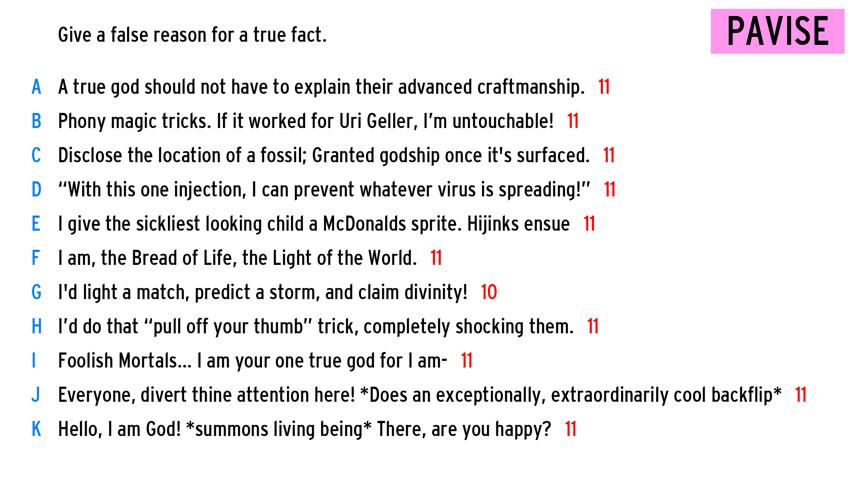 Give a false reason for a true fact.
PAVISE
A A true god should not have to explain their advanced craftmanship. 11
B Phony magic tricks. If it worked for Uri Geller, I'm untouchable! 11
C Disclose the location of a fossil; Granted godship once it's surfaced. 11
D “With this one injection, I can prevent whatever virus is spreading!” 11
E I give the sickliest looking child a McDonalds sprite. Hijinks ensue 11
F I am, the Bread of Life, the Light of the World. 11
G I'd light a match, predict a storm, and claim divinity! 10
H I’d do that “pull off your thumb” trick, completely shocking them. 11
I Foolish Mortals... I am your one true god for I am- 11
J Everyone, divert thine attention here! *Does an exceptionally, extraordinarily cool backflip* 11
K Hello, I am God! *summons living being* There, are you happy? 11